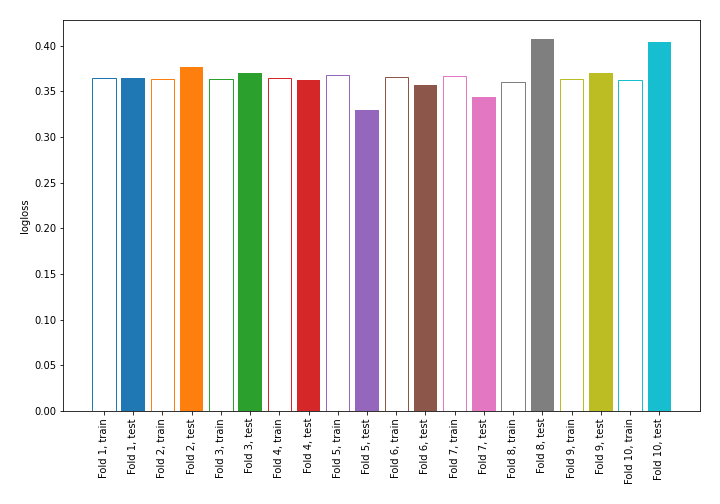 0.40
0.35
0.30
0.25
0.20
0.15
0.10
0.05
0.00
logloss
Fold 1, train
Fold 1, test
Fold 2, train
Fold 2, test
Fold 3, train
Fold 3, test
Fold 4, train
Fold 4, test
Fold 5, train
Fold 5, test
Fold 6, train
Fold 6, test
Fold 7, train
Fold 7, test
Fold 8, train
Fold 8, test
Fold 9, train
Fold 9, test
Fold 10, train
Fold 10, test